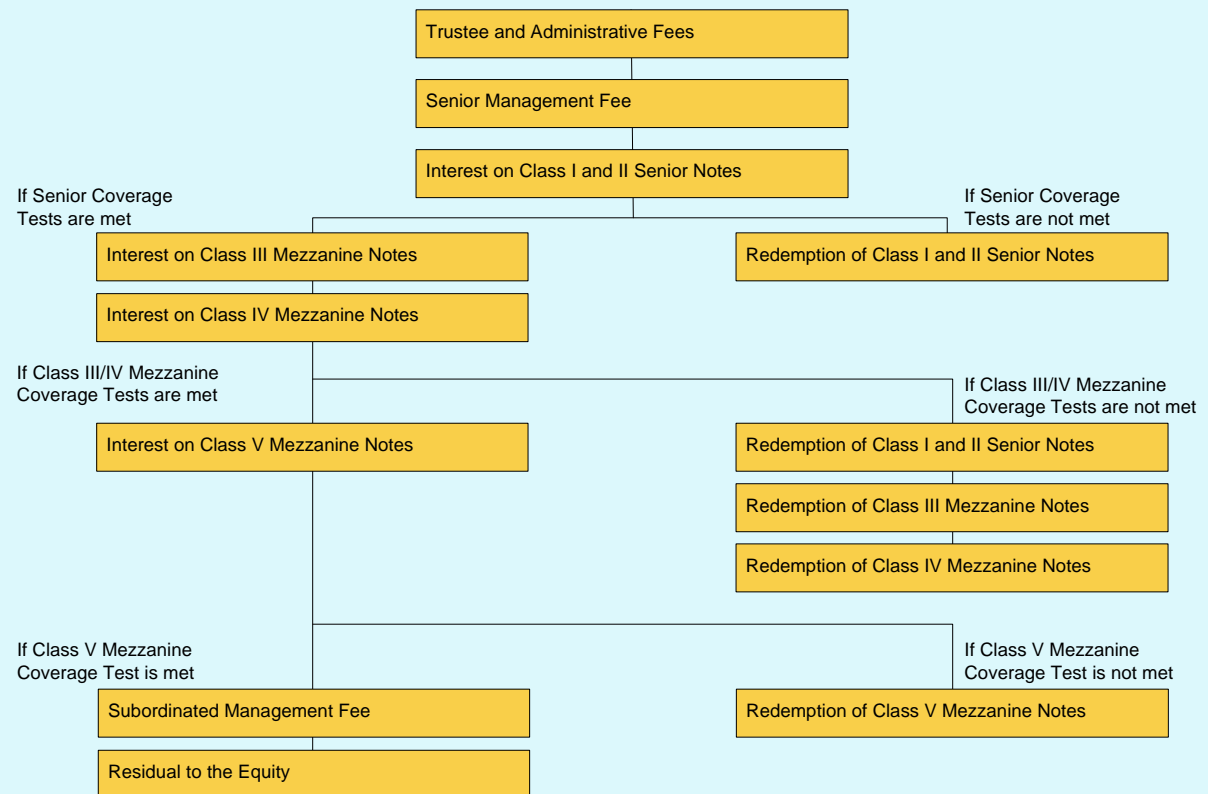 Trustee and Administrative Fees
Senior Management Fee
Interest on Class I and II Senior Notes
If Senior Coverage
Tests are met
If Senior Coverage
Tests are not met
Interest on Class III Mezzanine Notes
Redemption of Class I and II Senior Notes
Interest on Class IV Mezzanine Notes
If Class III/IV Mezzanine
Coverage Tests are met
If Class III/IV Mezzanine
Coverage Tests are not met
Interest on Class V Mezzanine Notes
Redemption of Class I and II Senior Notes
Redemption of Class III Mezzanine Notes
Redemption of Class IV Mezzanine Notes
If Class V Mezzanine
Coverage Test is met
If Class V Mezzanine
Coverage Test is not met
Subordinated Management Fee
Redemption of Class V Mezzanine Notes
Residual to the Equity